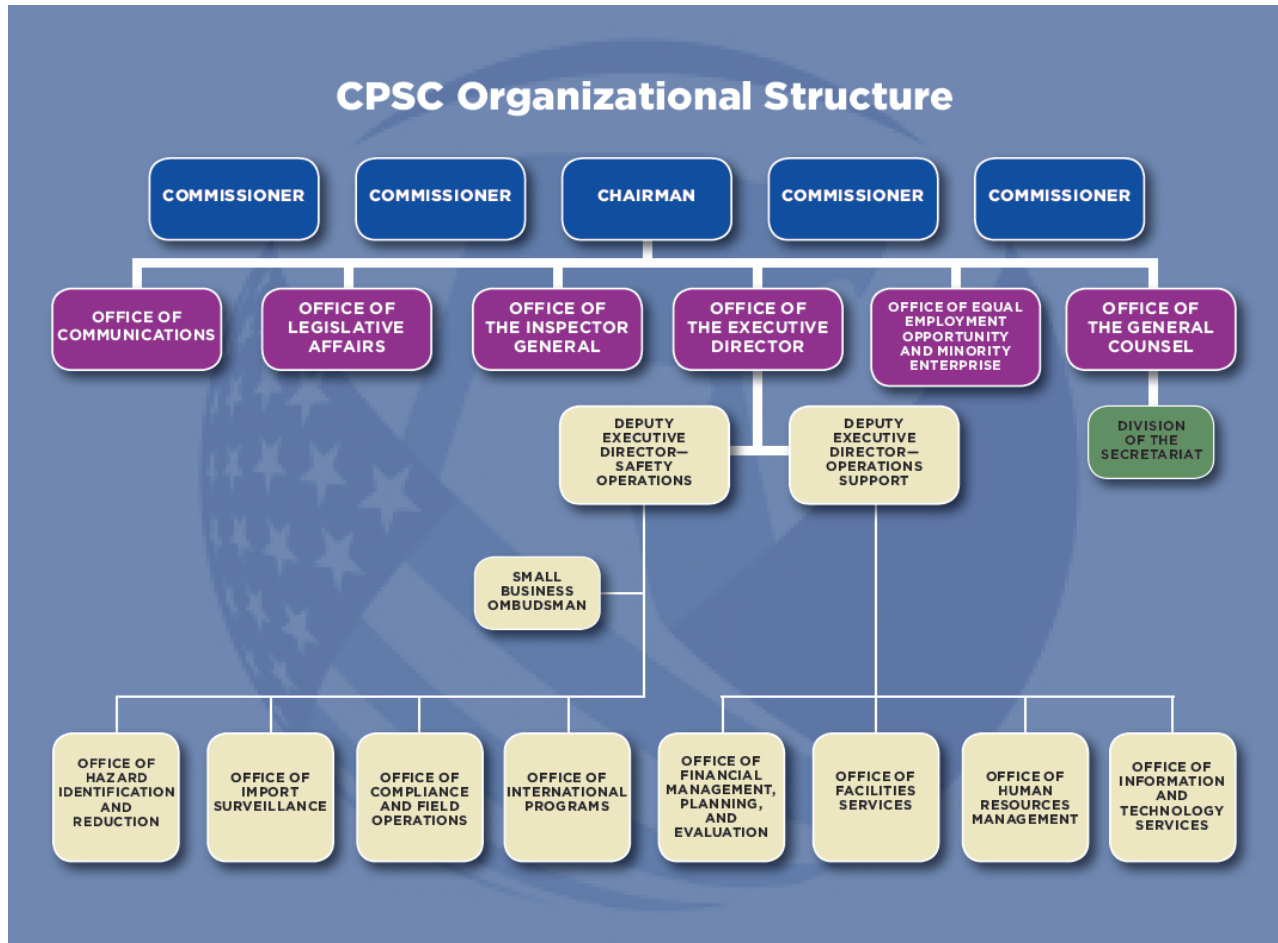 CPSC Organizational Structure
COMMISSIONER
COMMISSIONER
CHAIRMAN
COMMISSIONER
COMMISSIONER
OFFICE OF
COMMUNICATIONS
OFFICE OF
LEGISLATIVE
AFFAIRS
OFFICE OF
THE INSPECTOR
GENERAL
OFFICE OF
THE EXECUTIVE
DIRECTOR
OFFICE OF EQUAL
EMPLOYMENT
OPPORTUNITY
AND MINORITY
ENTERPRISE
OFFICE OF
THE GENERAL
COUNSEL
DEPUTY
EXECUTIVE
DIRECTOR—
SAFETY
OPERATIONS
DEPUTY
EXECUTIVE
DIRECTOR—
OPERATIONS
SUPPORT
DIVISION
OF THE
SECRETARIAT
SMALL
BUSINESS
OMBUDSMAN
OFFICE OF
HAZARD
IDENTIFICATION
AND
REDUCTION
OFFICE OF
IMPORT
SURVEILLANCE
OFFICE OF
COMPLIANCE
AND FIELD
OPERATIONS
OFFICE OF
INTERNATIONAL
PROGRAMS
OFFICE OF
FINANCIAL
MANAGEMENT,
PLANNING,
AND
EVALUATION
OFFICE OF
FACILITIES
SERVICES
OFFICE OF
HUMAN
RESOURCES
MANAGEMENT
OFFICE OF
INFORMATION
AND
TECHNOLOGY
SERVICES